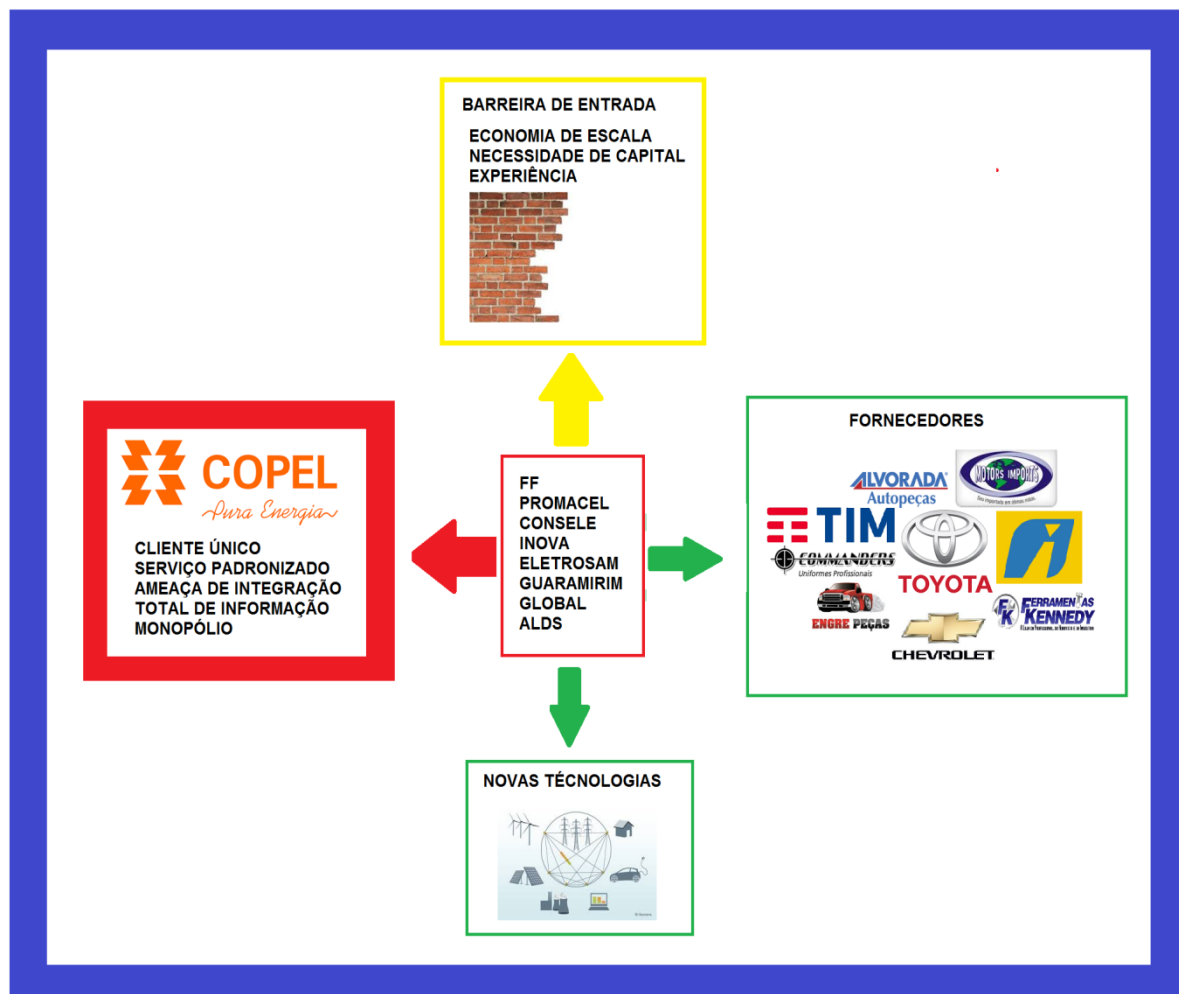 BARREIRA DE ENTRADA
ECONOMIA DE ESCALA
NECESSIDADE DE CAPITAL
EXPERIÊNCIA
COPEL
Pura Energia
CLIENTE ÚNICO
SERVIÇO PADRONIZADO
AMEAÇA DE INTEGRAÇÃO
TOTAL DE INFORMAÇÃO
MONOPÓLIO
FF
PROMACEL
CONSELE
INOVA
ELETROSAM
GUARAMIRIM
GLOBAL
ALDS
FORNECEDORES
ALVORADA
Autopeças
MOTORS IMPORTS
TIM
COMMANDERS
Uniformes Profissionais
TOYOTA
ENGRE PEÇAS
FK FERRAMENTAS
KENNEDY
CHEVROLET
NOVAS TÉCNOLOGIAS